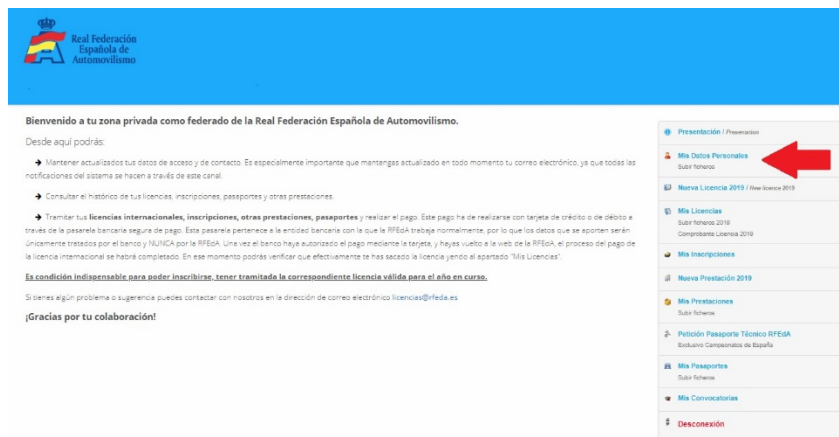 Real Federación
Española de
Automovilismo
Bienvenido a tu zona privada como federado de la Real Federación Española de Automovilismo.
Desde aquí podrás:
→ Mantener actualizados tus datos de acceso y de contacto. Es especialmente importante que mantengas actualizado en todo momento tu correo electrónico, ya que todas las
notificaciones del sistema se hacen a través de este canal.
→ Consultar el histórico de tus licencias, inscripciones, pasaportes y otras prestaciones.
→ Tramitar tus licencias internacionales, inscripciones, otras prestaciones, pasaportes y realizar el pago. Este pago ha de realizarse con tarjeta de crédito o de débito a
través de la pasarela bancaria segura de pago. Esta pasarela pertenece a la entidad bancaria con la que la RFEdA trabaja normalmente, por lo que los datos que se aporten serán
únicamente tratados por el banco y NUNCA por la RFEdA. Una vez el banco haya autorizado el pago mediante la tarjeta, y hayas vuelto a la web de la RFEdA, el proceso del pago de
la licencia internacional se habrá completado. En ese momento podrás verificar que efectivamente te has sacado la licencia yendo al apartado "Mis Licencias".
Es condición indispensable para poder inscribirse, tener tramitada la correspondiente licencia válida para el año en curso.
Si tienes algún problema o sugerencia puedes contactar con nosotros en la dirección de correo electrónico licencias@rfeda.es
¡Gracias por tu colaboración!
Presentación / Presentation
Mis Datos Personales
Subir ficheros
Nueva Licencia 2019 / New licence 2019
Mis Licencias
Subir ficheros 2019
Comprobante Licencia 2019
Mis Inscripciones
Nueva Prestación 2019
Mis Prestaciones
Subir ficheros
Petición Pasaporte Técnico RFEdA
Exclusivo Campeonatos de España
Mis Pasaportes
Subir ficheros
Mis Convocatorias
Desconexión